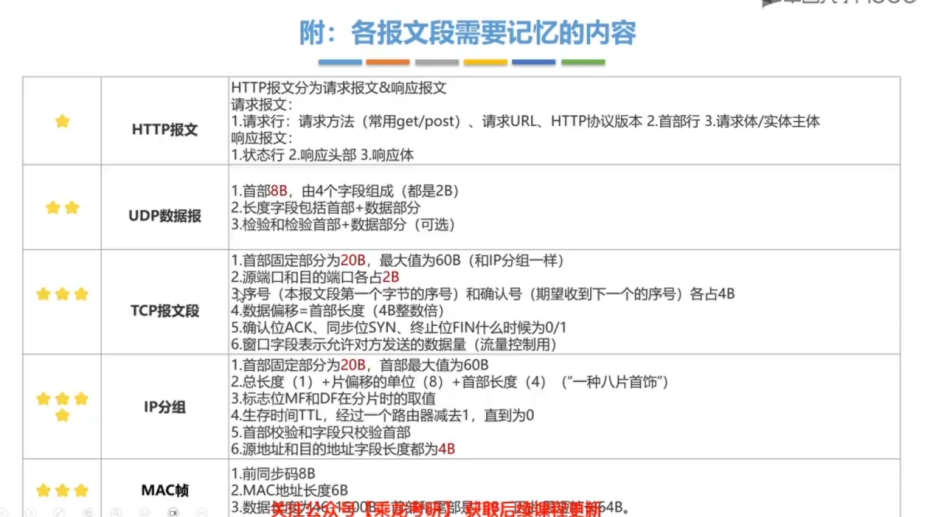 附：各报文段需要记忆的内容
HTTP报文
HTTP报文分为请求报文&响应报文
请求报文：
1.请求行：请求方法（常用get/post）、请求URL、HTTP协议版本 2.首部行 3.请求体/实体主体
响应报文：
1.状态行 2.响应头部 3.响应体
UDP数据报
1.首部8B，由4个字段组成（都是2B）
2.长度字段包括首部+数据部分
3.检验和检验首部+数据部分（可选）
TCP报文段
1.首部固定部分为20B，最大值为60B（和IP分组一样）
2.源端口和目的端口各占2B
3.序号（本报文段第一个字节的序号）和确认号（期望收到下一个的序号）各占4B
4.数据偏移=首部长度（4B整数倍）
5.确认位ACK、同步位SYN、终止位FIN什么时候为0/1
6.窗口字段表示允许对方发送的数据量（流量控制用）
IP分组
1.首部固定部分为20B，首部最大值为60B
2.总长度（1）+片偏移的单位（8）+首部长度（4）（“一种八片首饰”）
3.标志位MF和DF在分片时的取值
4.生存时间TTL，经过一个路由器减去1，直到为0
5.首部校验和字段只校验首部
6.源地址和目的地址字段长度都为4B
MAC帧
1.前同步码8B
2.MAC地址长度6B
3.数据长度为46-1500B，64B。
关注公众号【乘龙考研】 获取后续课程更新